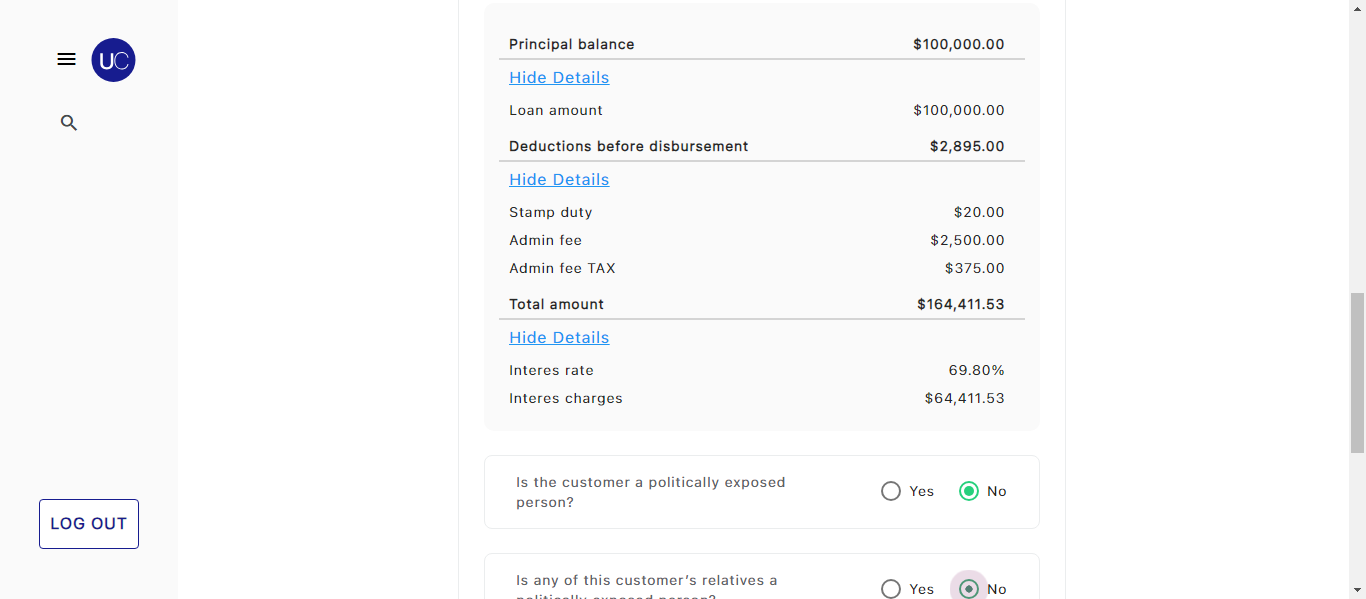 UC
Principal balance $100,000.00
Hide Details
Loan amount $100,000.00
Deductions before disbursement $2,895.00
Hide Details
Stamp duty $20.00
Admin fee $2,500.00
Admin fee TAX $375.00
Total amount $164,411.53
Hide Details
Interes rate 69.80%
Interes charges $64,411.53
Is the customer a politically exposed
person?
Yes No
LOG OUT
Is any of this customer's relatives a
politically exposed person?
Yes No